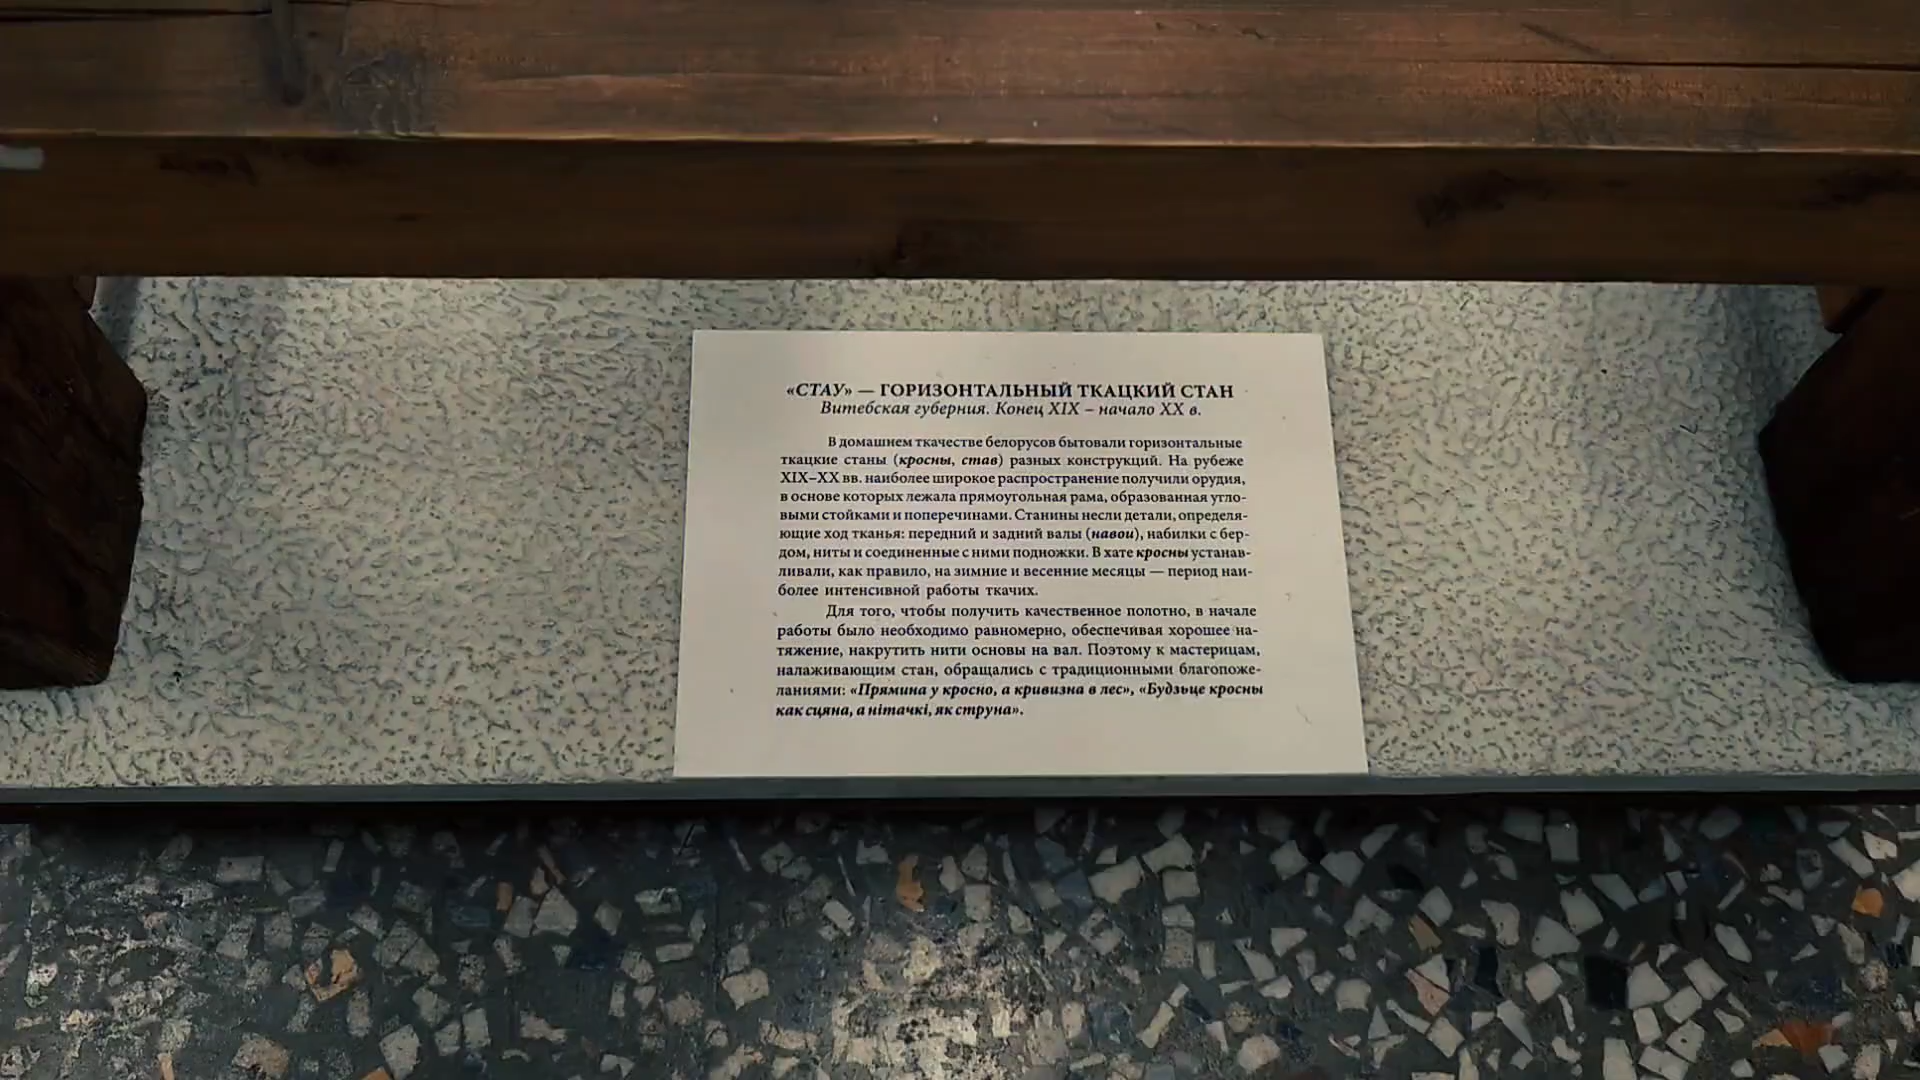 «СТАУ» — ГОРИЗОНТАЛЬНЫЙ ТКАЦКИЙ СТАН
Витебская губерния. Конец XIX – начало XX в.
В домашнем ткачестве белорусов бытовали горизонтальные
ткацкие станы (кросны, став) разных конструкций. На рубеже
XIX–XX вв. наиболее широкое распространение получили орудия,
в основе которых лежала прямоугольная рама, образованная угло-
выми стойками и поперечинами. Станины несли детали, определя-
ющие ход тканья: передний и задний валы (навои), набилки с бер-
дом, ниты и соединенные с ними подножки. В хате кросны устанав-
ливали, как правило, на зимние и весенние месяцы — период наи-
более интенсивной работы ткачих.
Для того, чтобы получить качественное полотно, в начале
работы было необходимо равномерно, обеспечивая хорошее на-
тяжение, накрутить нити основы на вал. Поэтому к мастерицам,
налаживающим стан, обращались с традиционными благопоже-
ланиями: «Прямина у кросно, а кривизна в лес», «Будзьце кросны
как сцяна, а нiтачкi, як струна».